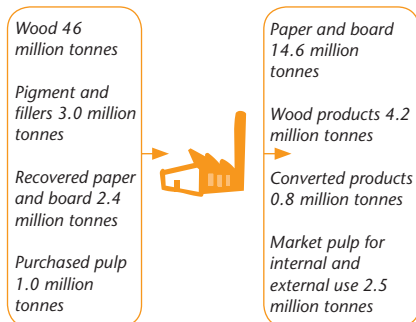 Wood 46
million tonnes
Pigment and
fillers 3.0 million
tonnes
Recovered paper
and board 2.4
million tonnes
Purchased pulp
1.0 million
tonnes
Paper and board
14.6 million
tonnes
Wood products 4.2
million tonnes
Converted products
0.8 million tonnes
Market pulp for
internal and
external use 2.5
million tonnes